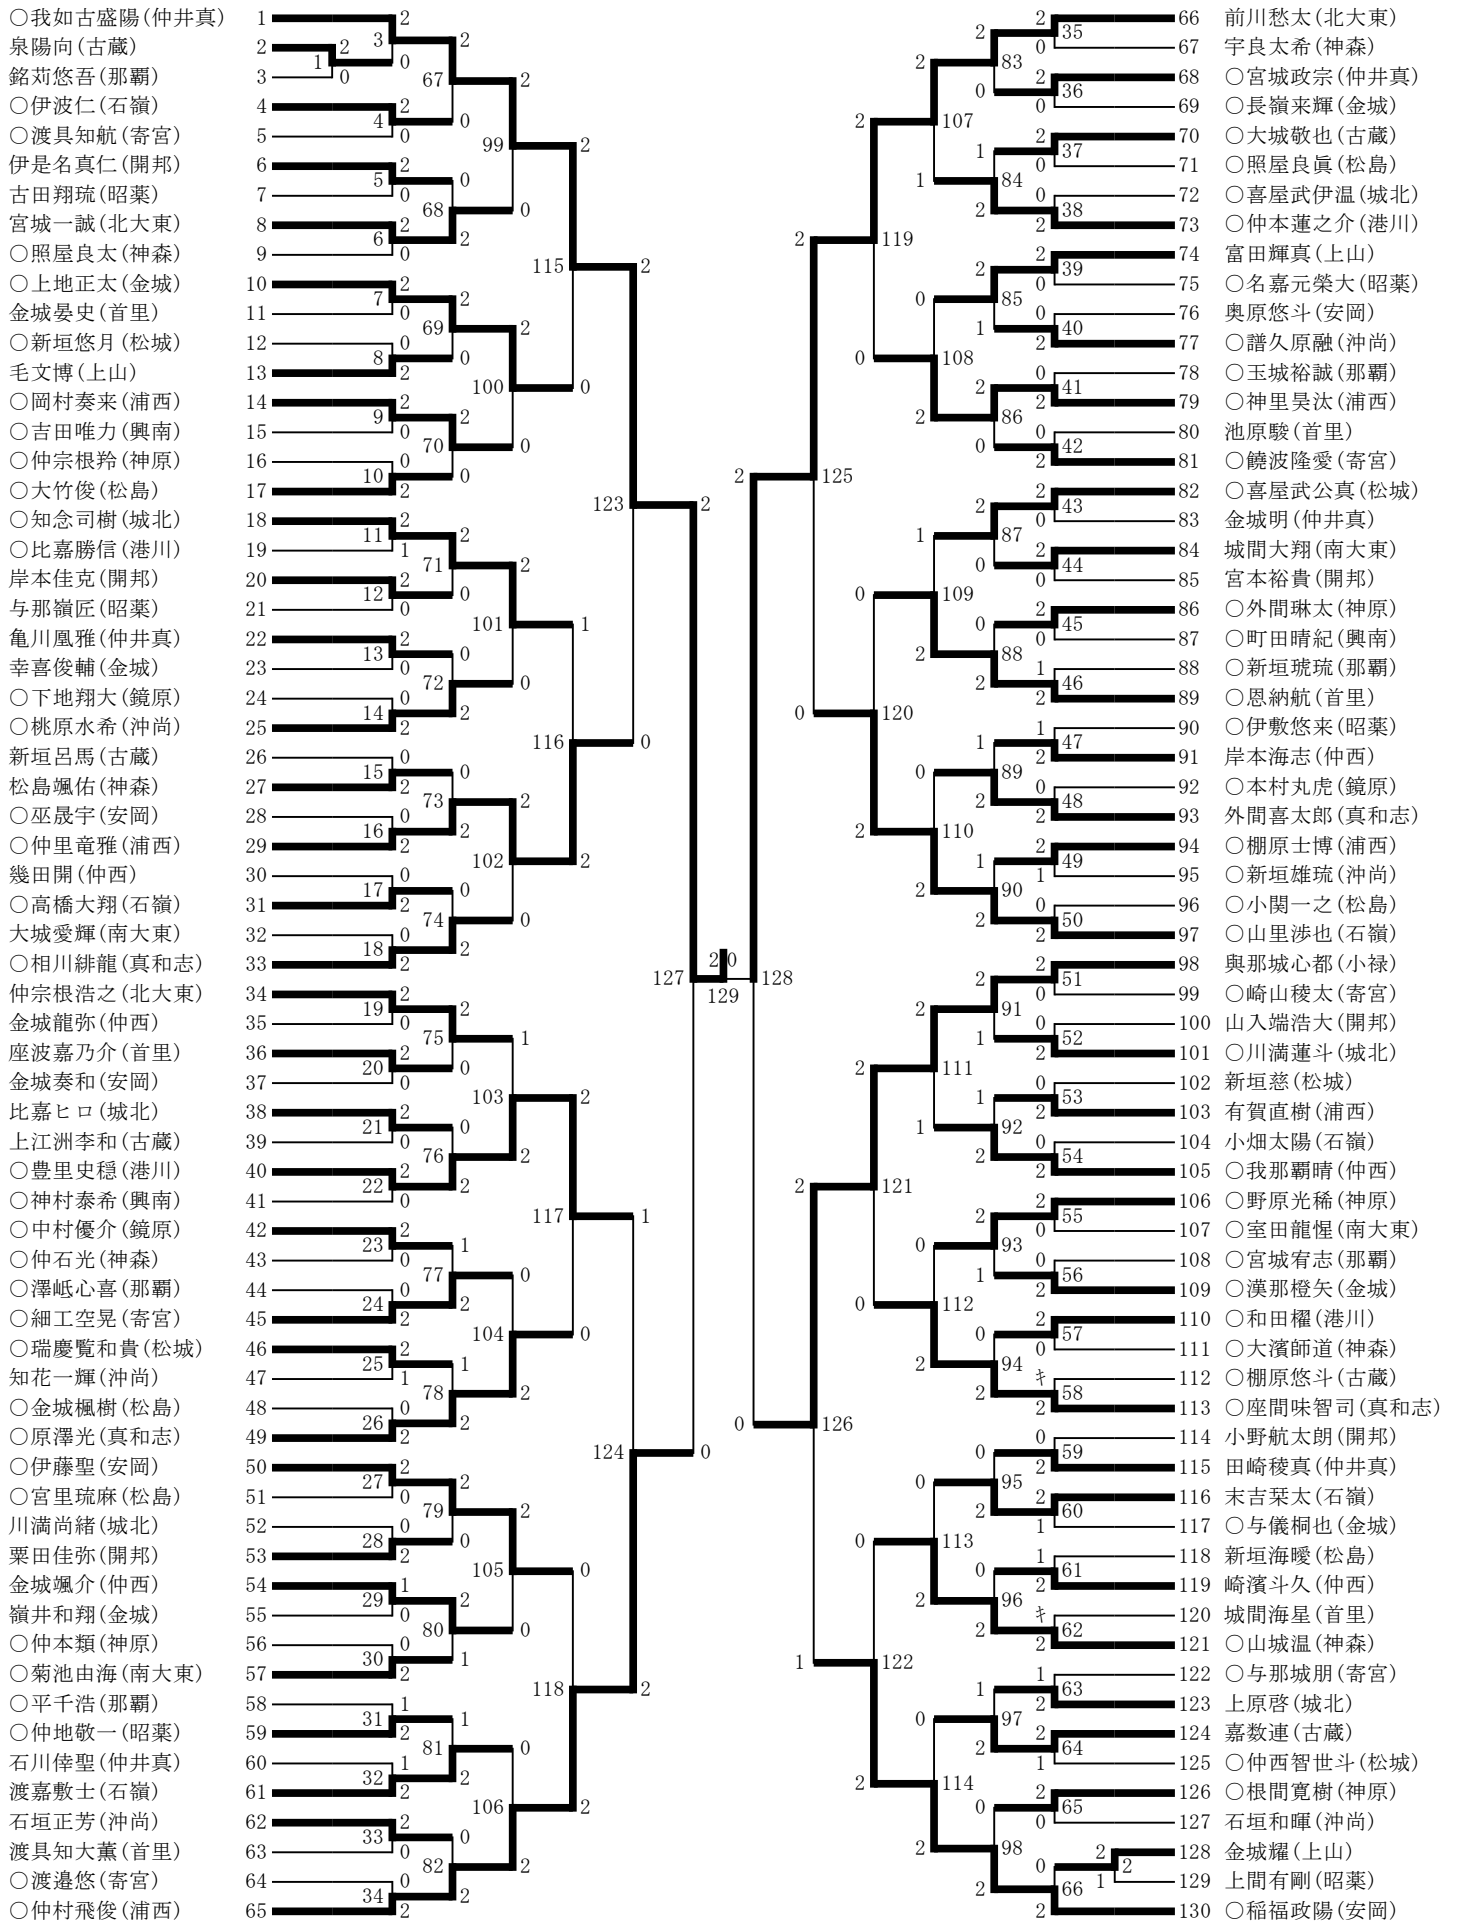 ○我如古盛陽(仲井真) 1
泉陽向(古蔵) 2
銘苅悠吾(那覇) 3
○伊波仁(石嶺) 4
○渡具知航(寄宮) 5
伊是名真仁(開邦) 6
古田翔琉(昭薬) 7
宮城一誠(北大東) 8
○照屋良太(神森) 9
○上地正太(金城) 10
金城晏史(首里) 11
○新垣悠月(松城) 12
毛文博(上山) 13
○岡村奏来(浦西) 14
○吉田唯力(興南) 15
○仲宗根羚(神原) 16
○大竹俊(松島) 17
○知念司樹(城北) 18
○比嘉勝信(港川) 19
岸本佳克(開邦) 20
与那嶺匠(昭薬) 21
亀川凰雅(仲井真) 22
幸喜俊輔(金城) 23
○下地翔大(鏡原) 24
○桃原水希(沖尚) 25
新垣呂馬(古蔵) 26
松島颯佑(神森) 27
○巫晟宇(安岡) 28
○仲里竜雅(浦西) 29
幾田開(仲西) 30
○高橋大翔(石嶺) 31
大城愛輝(南大東) 32
○相川緋龍(真和志) 33
仲宗根浩之(北大東) 34
金城龍弥(仲西) 35
座波嘉乃介(首里) 36
金城奏和(安岡) 37
比嘉ヒロ(城北) 38
上江洲李和(古蔵) 39
○豊里史穏(港川) 40
○神村泰希(興南) 41
○中村優介(鏡原) 42
○仲石光(神森) 43
○澤岻心喜(那覇) 44
○細工空晃(寄宮) 45
○瑞慶覧和貴(松城) 46
知花一輝(沖尚) 47
○金城楓樹(松島) 48
○原澤光(真和志) 49
○伊藤聖(安岡) 50
○宮里琉麻(松島) 51
川満尚緒(城北) 52
栗田佳弥(開邦) 53
金城颯介(仲西) 54
嶺井和翔(金城) 55
○仲本類(神原) 56
○菊池由海(南大東) 57
○平千浩(那覇) 58
○仲地敬一(昭薬) 59
石川倖聖(仲井真) 60
渡嘉敷士(石嶺) 61
石垣正芳(沖尚) 62
渡具知大薫(首里) 63
○渡邉悠(寄宮) 64
○仲村飛俊(浦西) 65
66 前川愁太(北大東)
67 宇良太希(神森)
68 ○宮城政宗(仲井真)
69 ○長嶺来輝(金城)
70 ○大城敬也(古蔵)
71 ○照屋良眞(松島)
72 ○喜屋武伊温(城北)
73 ○仲本蓮之介(港川)
74 富田輝真(上山)
75 ○名嘉元榮大(昭薬)
76 奥原悠斗(安岡)
77 ○譜久原融(沖尚)
78 ○玉城裕誠(那覇)
79 ○神里昊汰(浦西)
80 池原駿(首里)
81 ○饒波隆愛(寄宮)
82 ○喜屋武公真(松城)
83 金城明(仲井真)
84 城間大翔(南大東)
85 宮本裕貴(開邦)
86 ○外間琳太(神原)
87 ○町田晴紀(興南)
88 ○新垣琥琉(那覇)
89 ○恩納航(首里)
90 ○伊敷悠来(昭薬)
91 岸本海志(仲西)
92 ○本村丸虎(鏡原)
93 外間喜太郎(真和志)
94 ○棚原士博(浦西)
95 ○新垣雄琉(沖尚)
96 ○小関一之(松島)
97 ○山里渉也(石嶺)
98 與那城心都(小禄)
99 ○崎山稜太(寄宮)
100 山入端浩大(開邦)
101 ○川満蓮斗(城北)
102 新垣慈(松城)
103 有賀直樹(浦西)
104 小畑太陽(石嶺)
105 ○我那覇晴(仲西)
106 ○野原光稀(神原)
107 ○室田龍惺(南大東)
108 ○宮城宥志(那覇)
109 ○漢那橙矢(金城)
110 ○和田櫂(港川)
111 ○大濱師道(神森)
112 ○棚原悠斗(古蔵)
113 ○座間味智司(真和志)
114 小野航太朗(開邦)
115 田崎稜真(仲井真)
116 末吉栞太(石嶺)
117 ○与儀桐也(金城)
118 新垣海曖(松島)
119 崎濱斗久(仲西)
120 城間海星(首里)
121 ○山城温(神森)
122 ○与那城朋(寄宮)
123 上原啓(城北)
124 嘉数連(古蔵)
125 ○仲西智世斗(松城)
126 ○根間寛樹(神原)
127 石垣和暉(沖尚)
128 金城耀(上山)
129 上間有剛(昭薬)
130 ○稲福政陽(安岡)